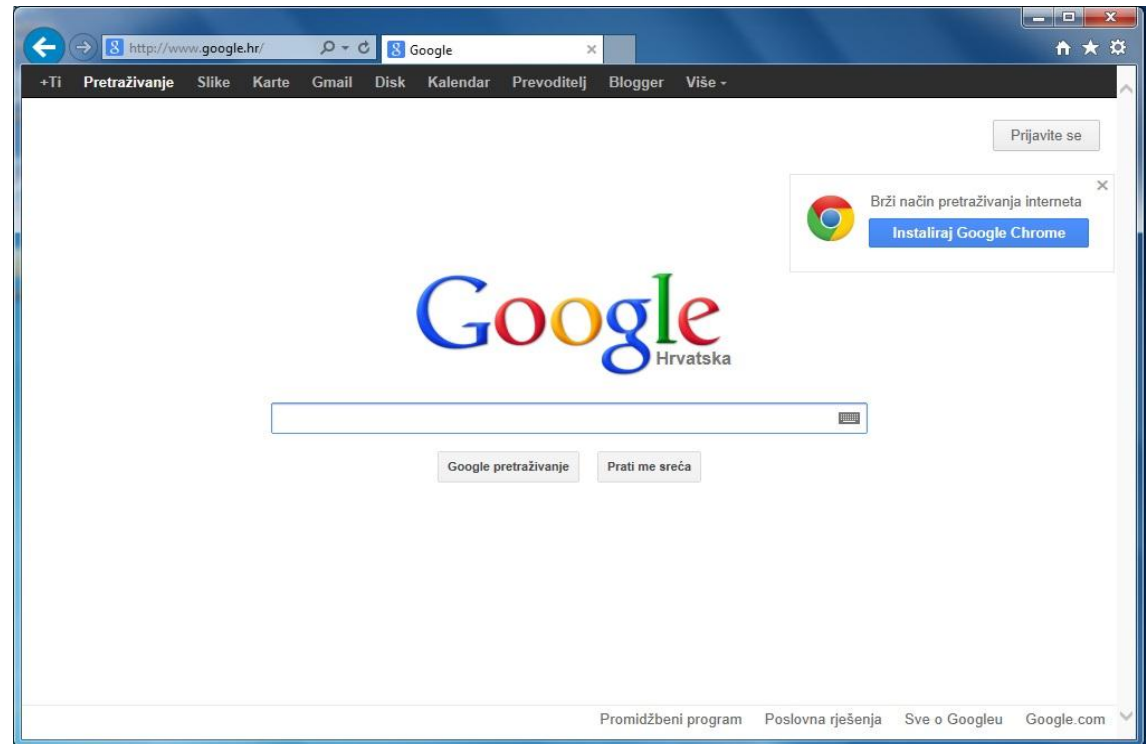 http://www.google.hr/ Google
+Ti Pretraživanje Slike Karte Gmail Disk Kalendar Prevoditelj Blogger Više
Prijavite se
Brži način pretraživanja interneta
Instaliraj Google Chrome
Google
Hrvatska
Google pretraživanje Prati me sreća
Promidžbeni program Poslovna rješenja Sve o Googleu Google.com